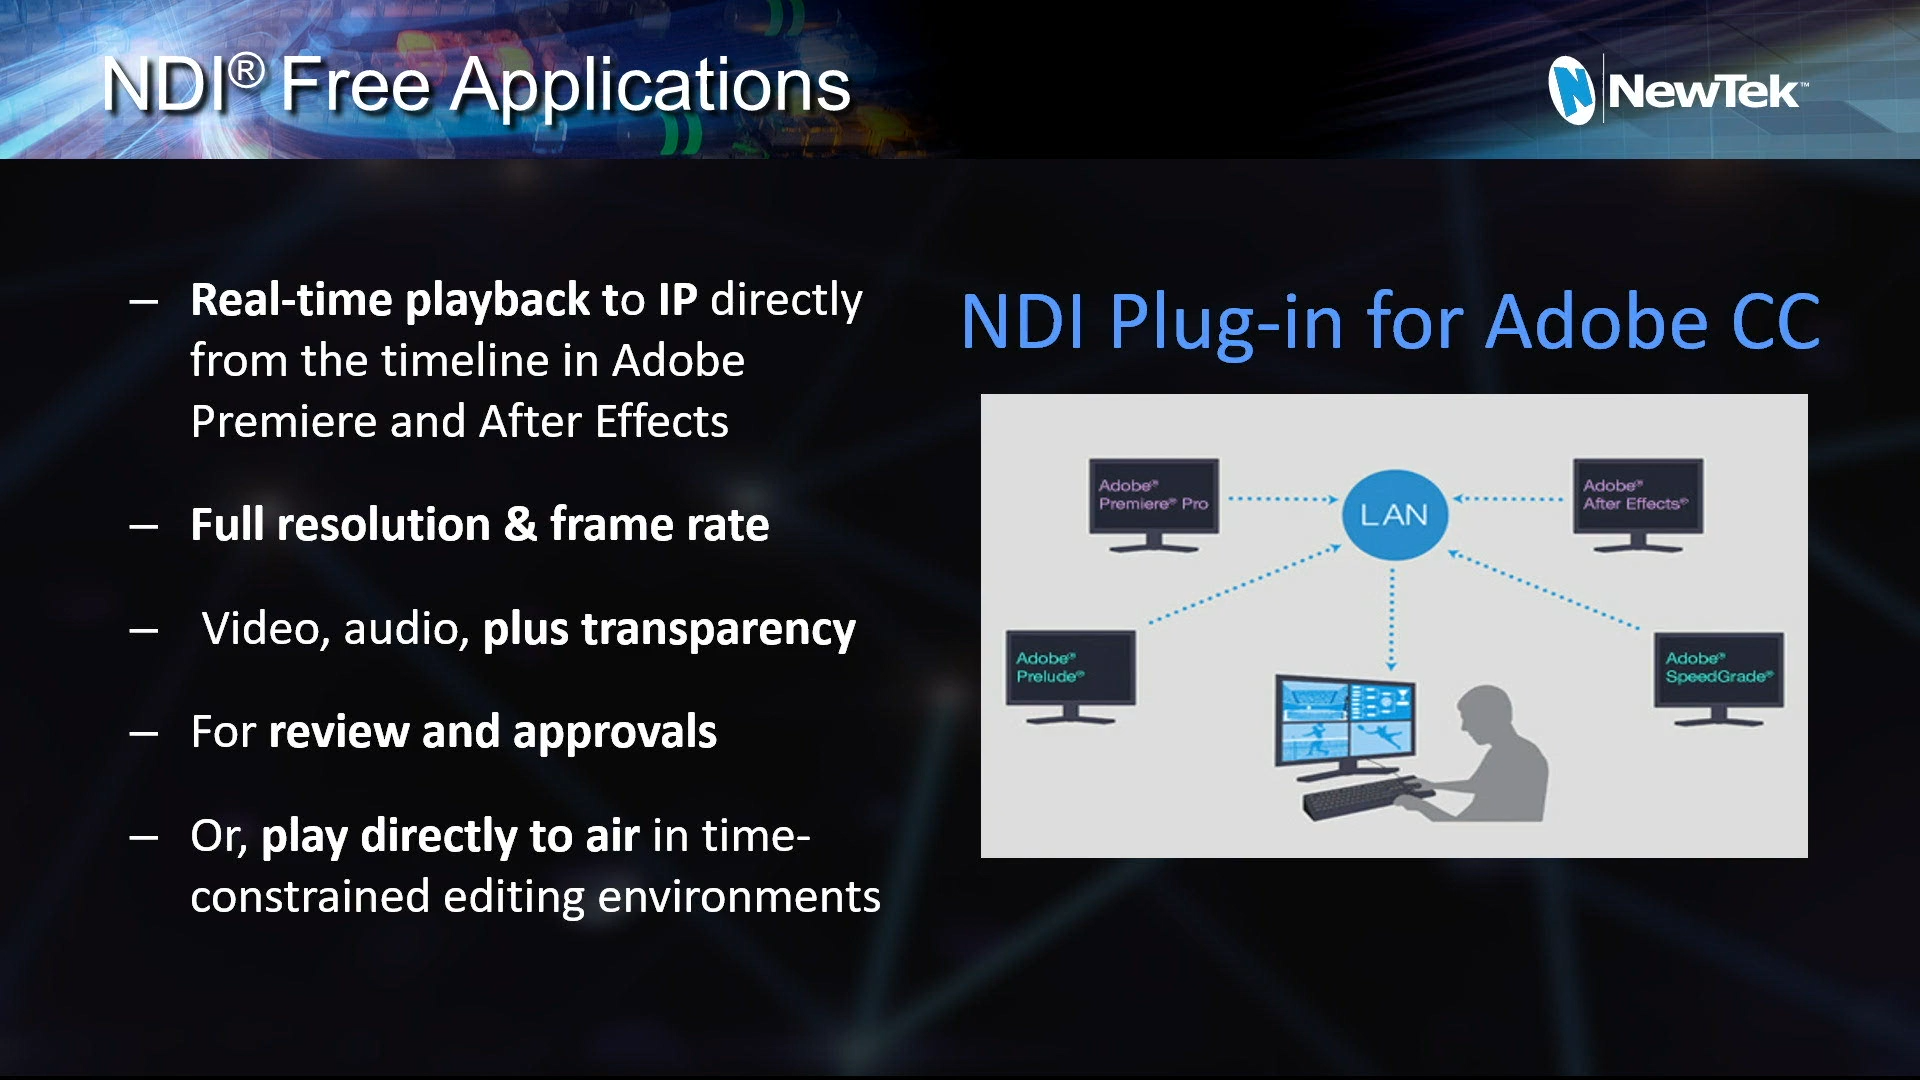 NDI® Free Applications
NewTek™
– Real-time playback to IP directly
from the timeline in Adobe
Premiere and After Effects
– Full resolution & frame rate
– Video, audio, plus transparency
– For review and approvals
– Or, play directly to air in time-
constrained editing environments
NDI Plug-in for Adobe CC
Adobe®
Premiere® Pro
LAN
Adobe®
After Effects®
Adobe®
Prelude®
Adobe®
SpeedGrade®